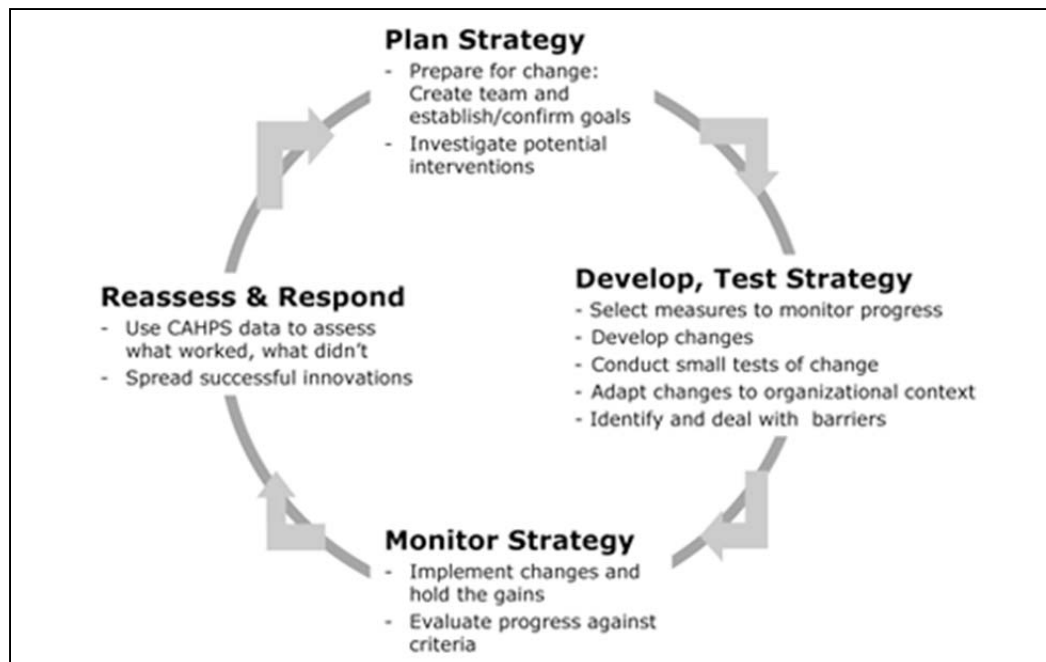 Plan Strategy
- Prepare for change:
Create team and
establish/confirm goals
- Investigate potential
interventions
Develop, Test Strategy
- Select measures to monitor progress
- Develop changes
- Conduct small tests of change
- Adapt changes to organizational context
- Identify and deal with barriers
Monitor Strategy
- Implement changes and
hold the gains
- Evaluate progress against
criteria
Reassess & Respond
- Use CAHPS data to assess
what worked, what didn't
- Spread successful innovations